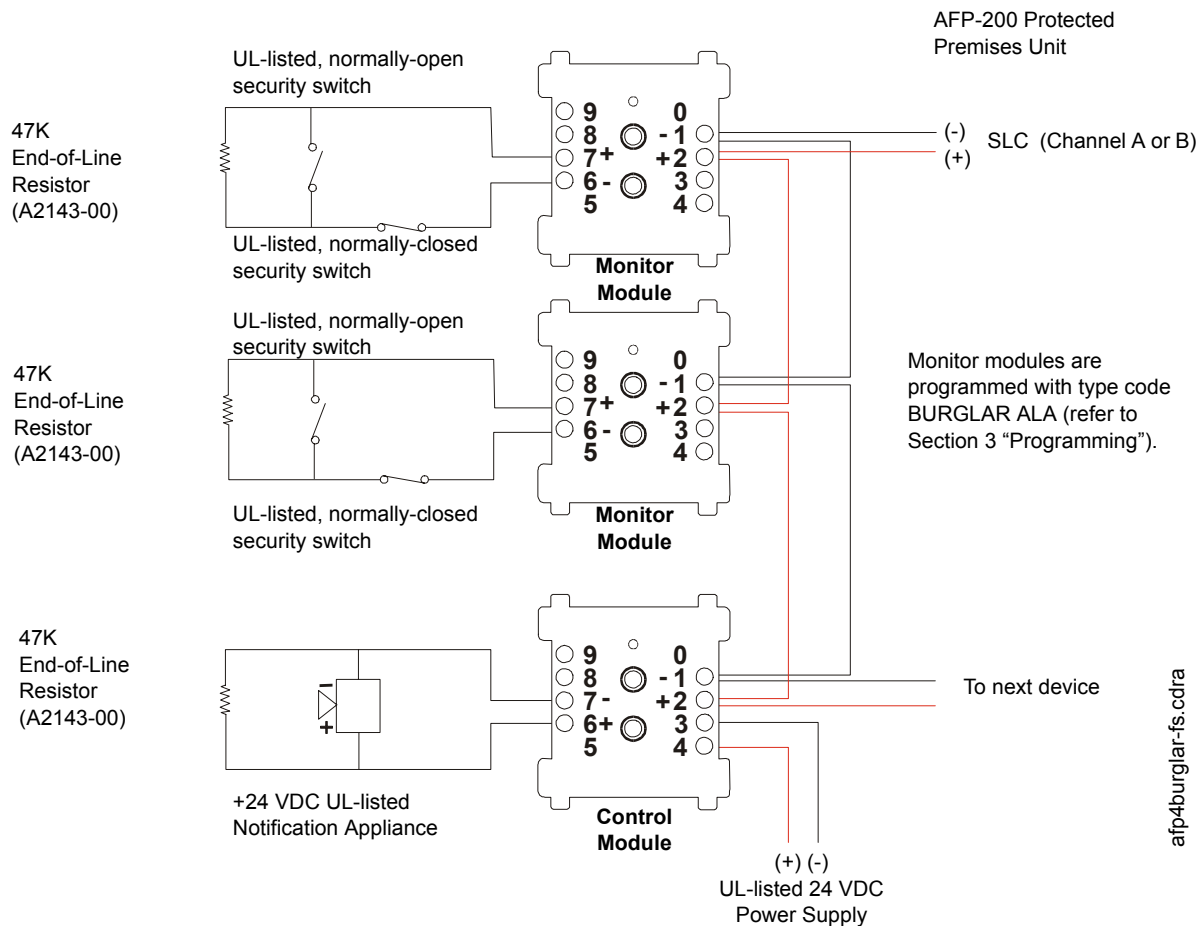 AFP-200 Protected
Premises Unit
UL-listed, normally-open
security switch
47K
End-of-Line
Resistor
(A2143-00)
9 0
8 - 1
7 + + 2
6 - 3
5 4
(-)
(+)
SLC (Channel A or B)
UL-listed, normally-closed
security switch
Monitor
Module
UL-listed, normally-open
security switch
47K
End-of-Line
Resistor
(A2143-00)
9 0
8 - 1
7 + + 2
6 - 3
5 4
Monitor modules are
programmed with type code
BURGLAR ALA (refer to
Section 3 “Programming”).
UL-listed, normally-closed
security switch
Monitor
Module
47K
End-of-Line
Resistor
(A2143-00)
-
+
9 0
8 - 1
7 - + 2
6 + 3
5 4
To next device
+24 VDC UL-listed
Notification Appliance
Control
Module
(+) (-)
UL-listed 24 VDC
Power Supply
afp4burglar-fs.cdra